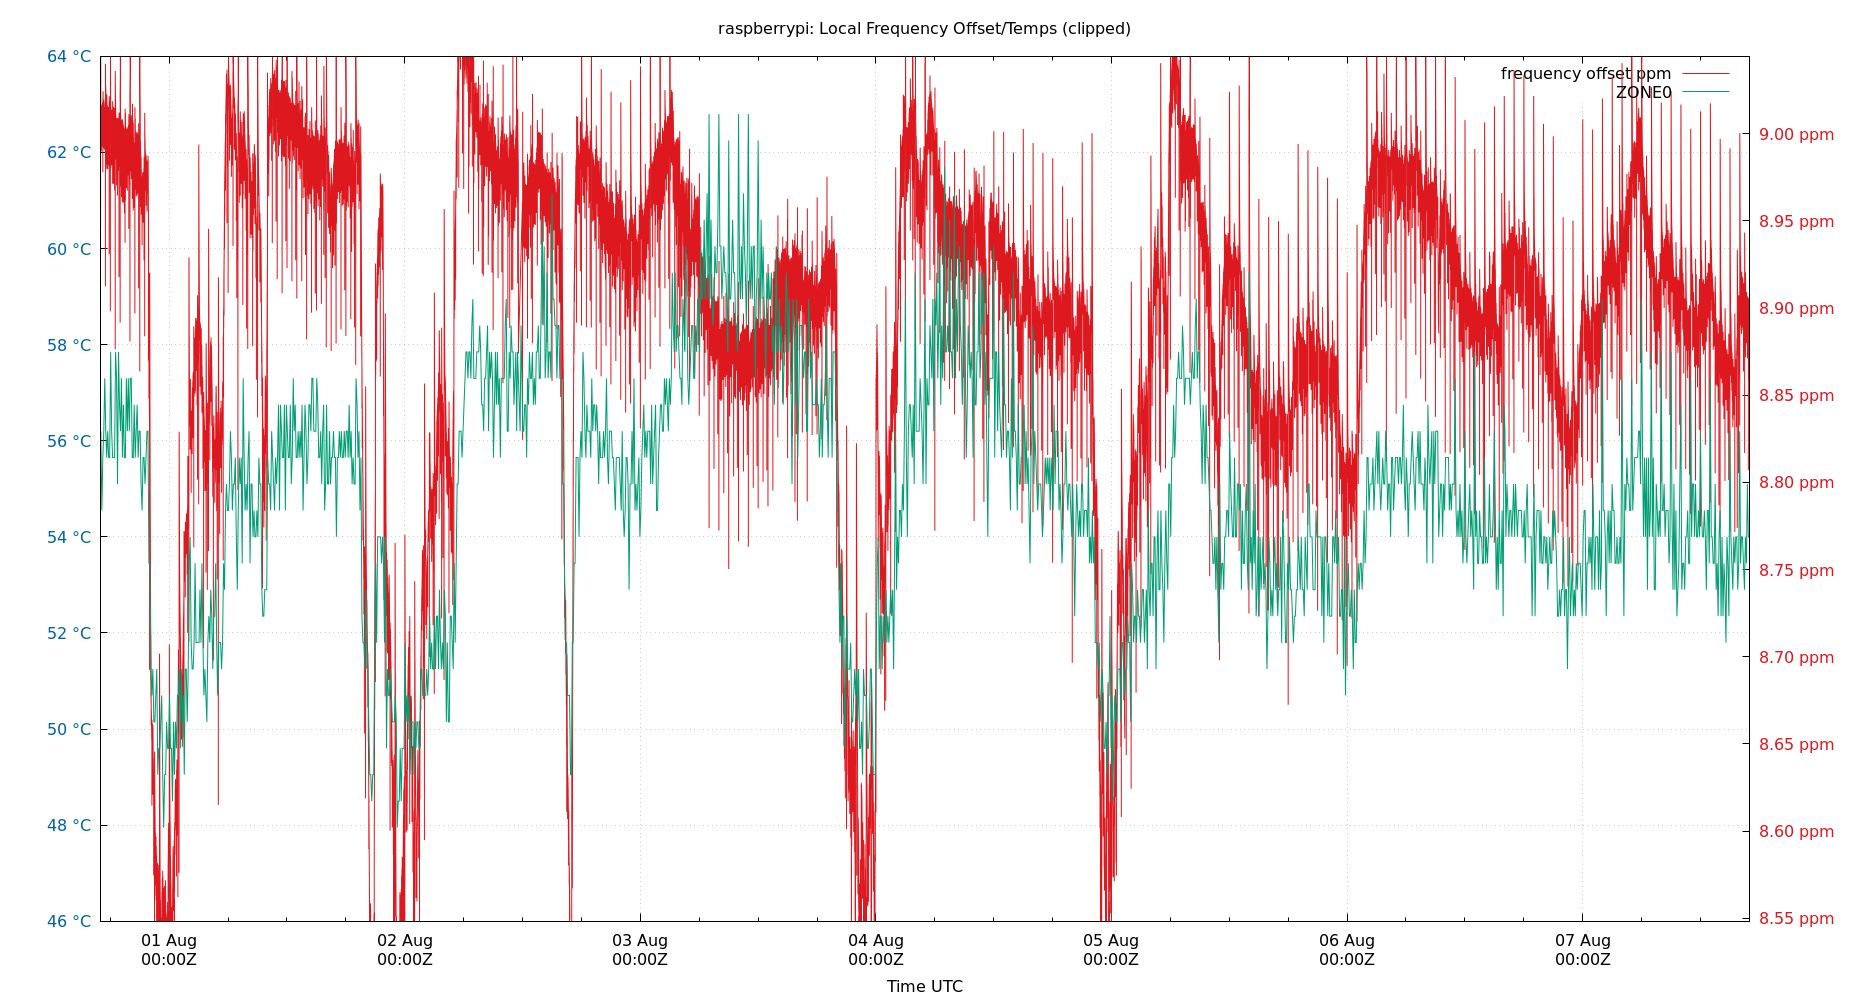 raspberrypi: Local Frequency Offset/Temps (clipped)
64 °C
62 °C
60 °C
58 °C
56 °C
54 °C
52 °C
50 °C
48 °C
46 °C
frequency offset ppm
ZONE0
9.00 ppm
8.95 ppm
8.90 ppm
8.85 ppm
8.80 ppm
8.75 ppm
8.70 ppm
8.65 ppm
8.60 ppm
8.55 ppm
01 Aug
00:00Z
02 Aug
00:00Z
03 Aug
00:00Z
04 Aug
00:00Z
05 Aug
00:00Z
06 Aug
00:00Z
07 Aug
00:00Z
Time UTC